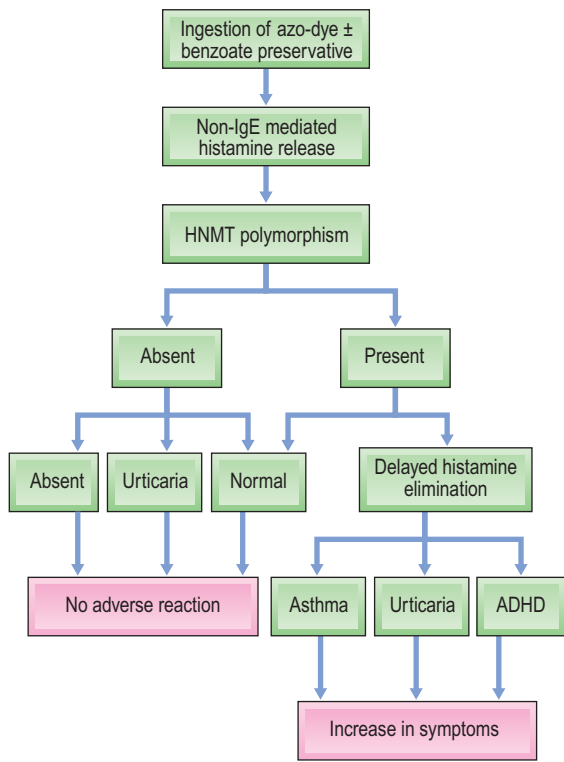 Ingestion of azo-dye ±
benzoate preservative
Non-IgE mediated
histamine release
HNMT polymorphism
Absent
Present
Absent
Urticaria
Normal
Delayed histamine
elimination
No adverse reaction
Asthma
Urticaria
ADHD
Increase in symptoms